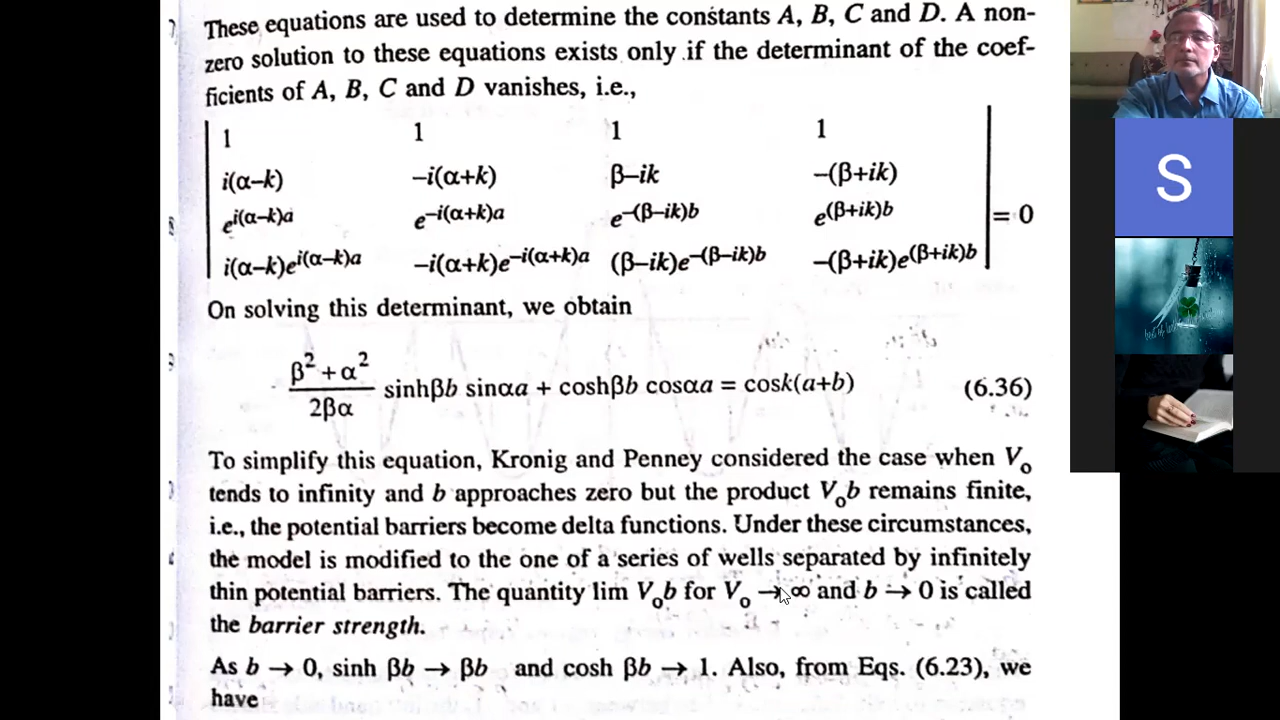 These equations are used to determine the constants A, B, C and D. A non-
zero solution to these equations exists only if the determinant of the coef-
ficients of A, B, C and D vanishes, i.e.,
| 1 1 1 1 |
| i(α–k) –i(α+k) β–ik –(β+ik) |
| e^{i(α–k)a} e^{–i(α+k)a} e^{–(β–ik)b} e^{(β+ik)b} | = 0
| i(α–k)e^{i(α–k)a} –i(α+k)e^{–i(α+k)a} (β–ik)e^{–(β–ik)b} –(β+ik)e^{(β+ik)b} |
On solving this determinant, we obtain
(β² + α²)/(2βα) sinhβb sinαa + coshβb cosαa = cosk(a+b) (6.36)
To simplify this equation, Kronig and Penney considered the case when V₀
tends to infinity and b approaches zero but the product V₀b remains finite,
i.e., the potential barriers become delta functions. Under these circumstances,
the model is modified to the one of a series of wells separated by infinitely
thin potential barriers. The quantity lim V₀b for V₀ → ∞ and b → 0 is called
the barrier strength.
As b → 0, sinh βb → βb and cosh βb → 1. Also, from Eqs. (6.23), we
have
S